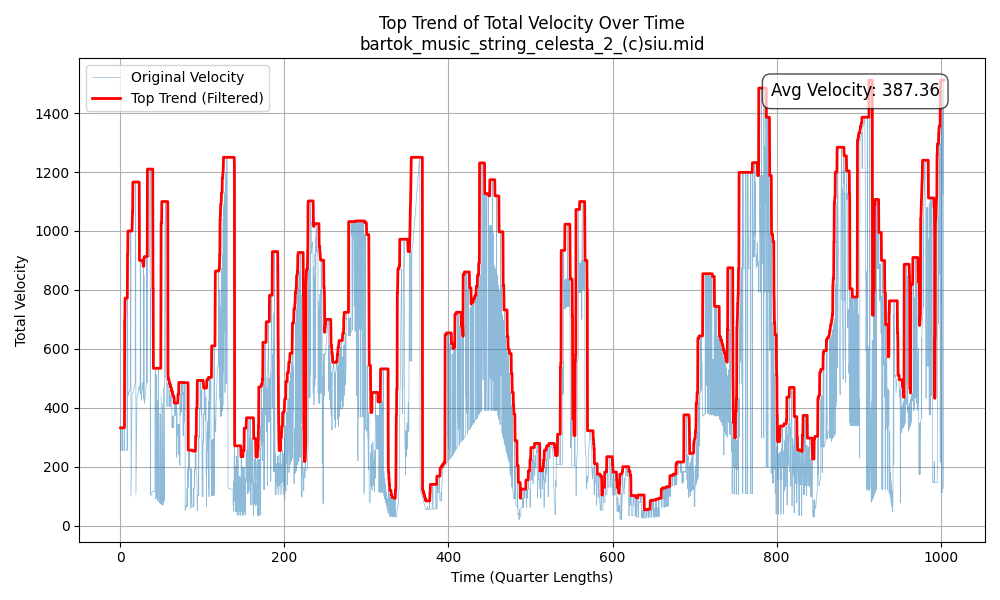 Top Trend of Total Velocity Over Time
bartok_music_string_celesta_2_(c)siu.mid
Original Velocity
Top Trend (Filtered)
Avg Velocity: 387.36
Total Velocity
1400
1200
1000
800
600
400
200
0
0 200 400 600 800 1000
Time (Quarter Lengths)